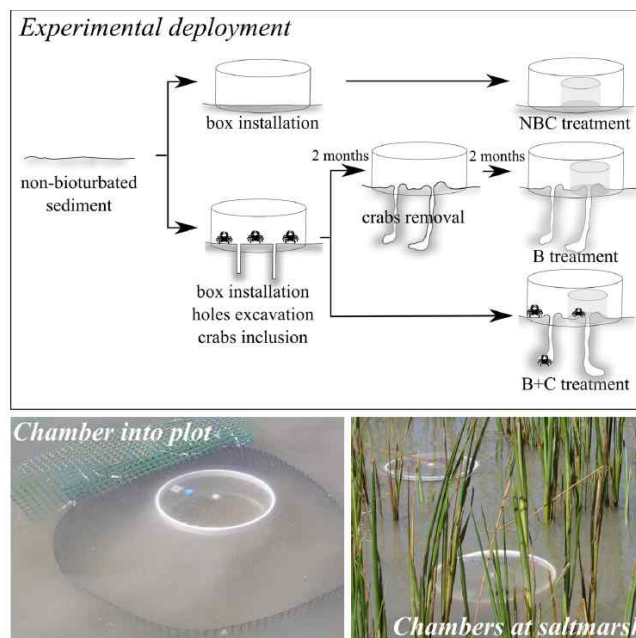 Experimental deployment
box installation
NBC treatment
non-bioturbated
sediment
2 months
2 months
crabs removal
B treatment
box installation
holes excavation
crabs inclusion
B+C treatment
Chamber into plot
Chambers at saltmars